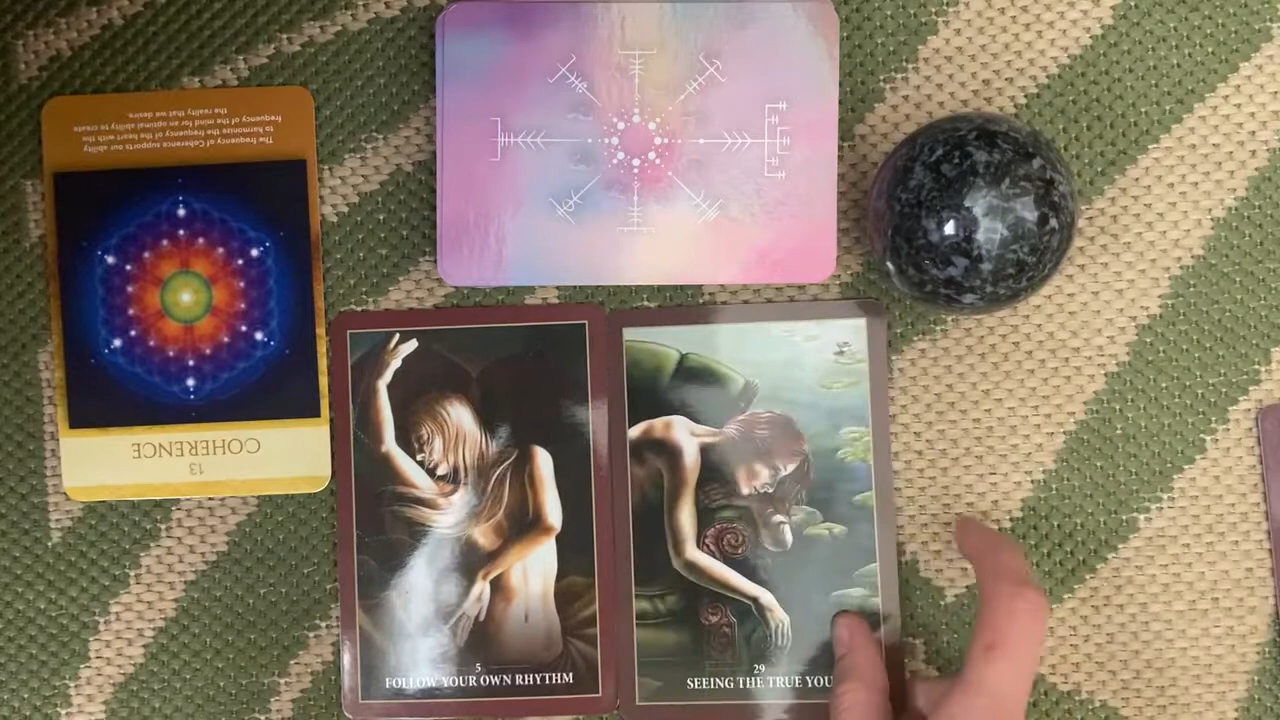 13
COHERENCE
The frequency of Coherence supports our ability
to harmonize the frequency of the heart with the
frequency of the mind for an optimal ability to create
the reality that we desire.
5
FOLLOW YOUR OWN RHYTHM
29
SEEING THE TRUE YOU